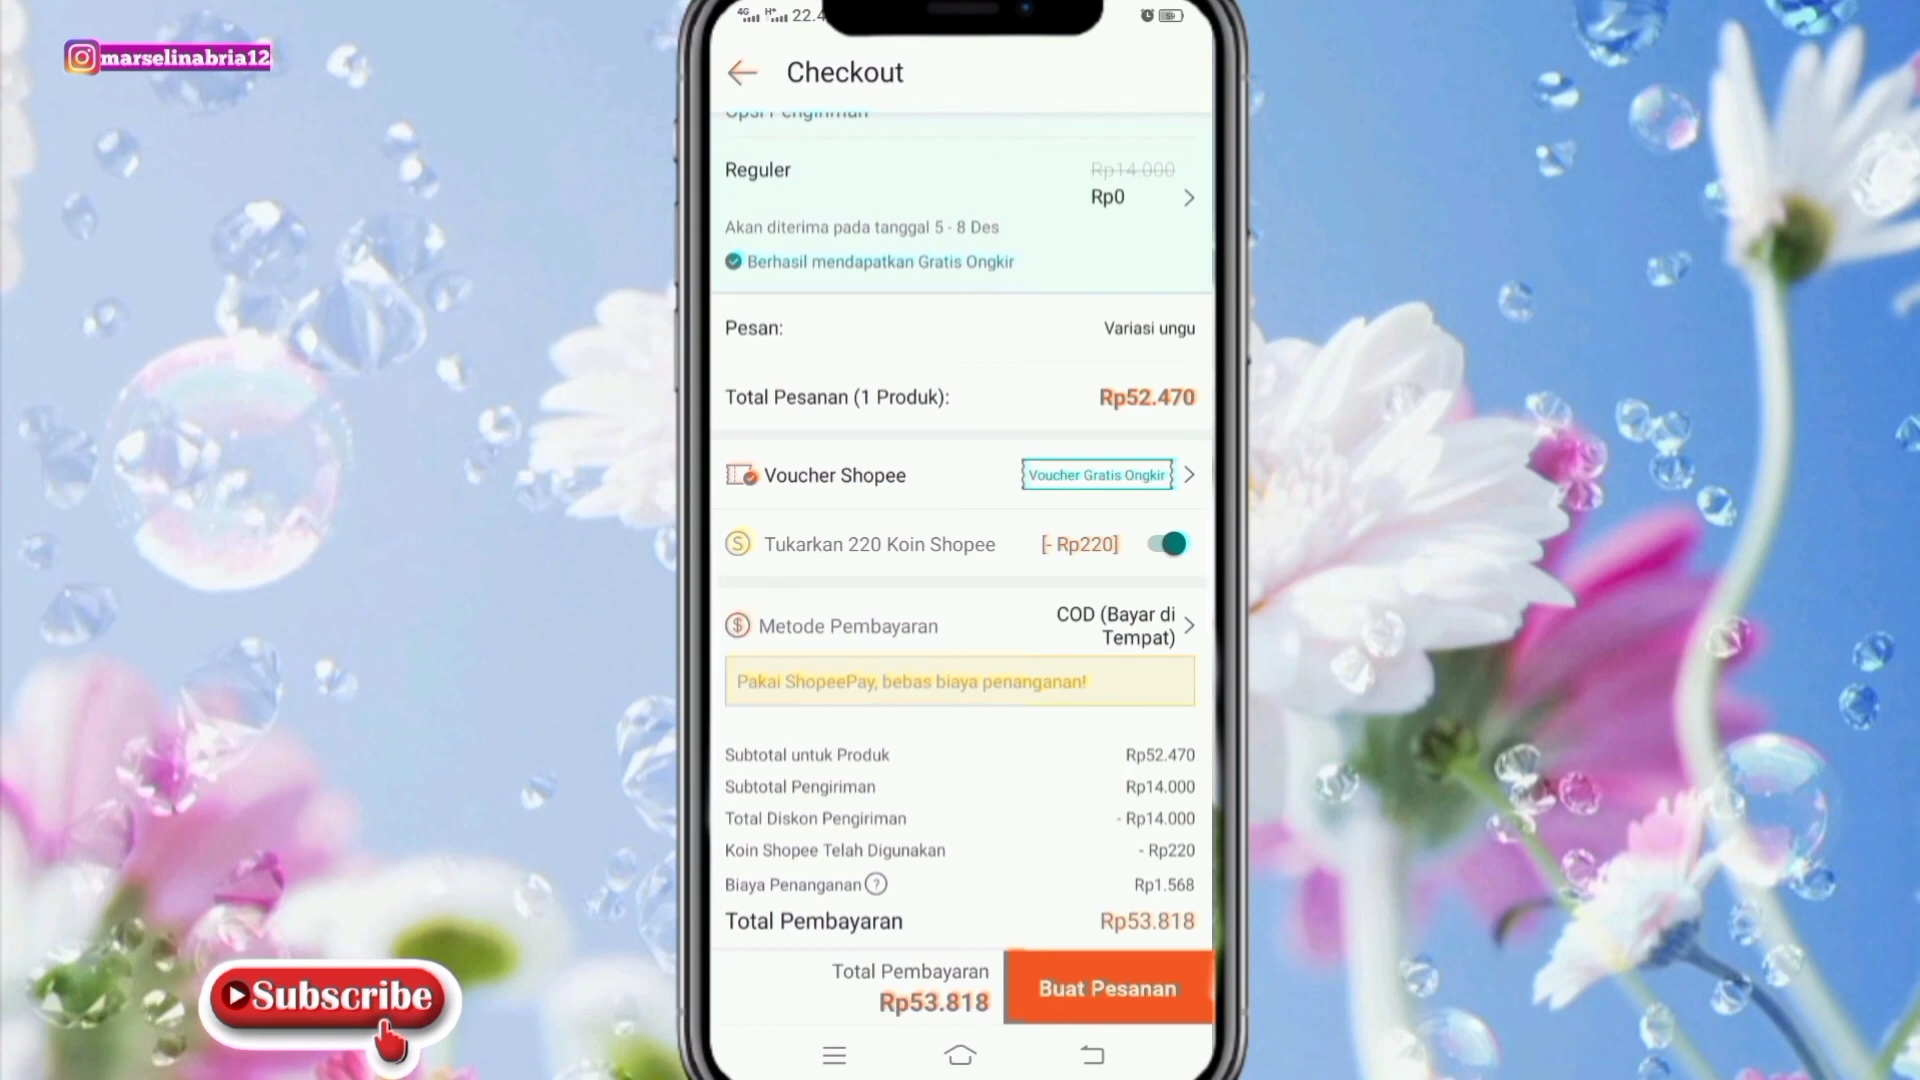 marselinabria12
4G H+ 22.4
59
Checkout
Opsi Pengiriman
Reguler Rp14.000
Rp0
Akan diterima pada tanggal 5 - 8 Des
Berhasil mendapatkan Gratis Ongkir
Pesan: Variasi ungu
Total Pesanan (1 Produk): Rp52.470
Voucher Shopee Voucher Gratis Ongkir
Tukarkan 220 Koin Shopee [- Rp220]
Metode Pembayaran COD (Bayar di
Tempat)
Pakai ShopeePay, bebas biaya penanganan!
Subtotal untuk Produk Rp52.470
Subtotal Pengiriman Rp14.000
Total Diskon Pengiriman - Rp14.000
Koin Shopee Telah Digunakan - Rp220
Biaya Penanganan ? Rp1.568
Total Pembayaran Rp53.818
Total Pembayaran
Rp53.818
Buat Pesanan
Subscribe